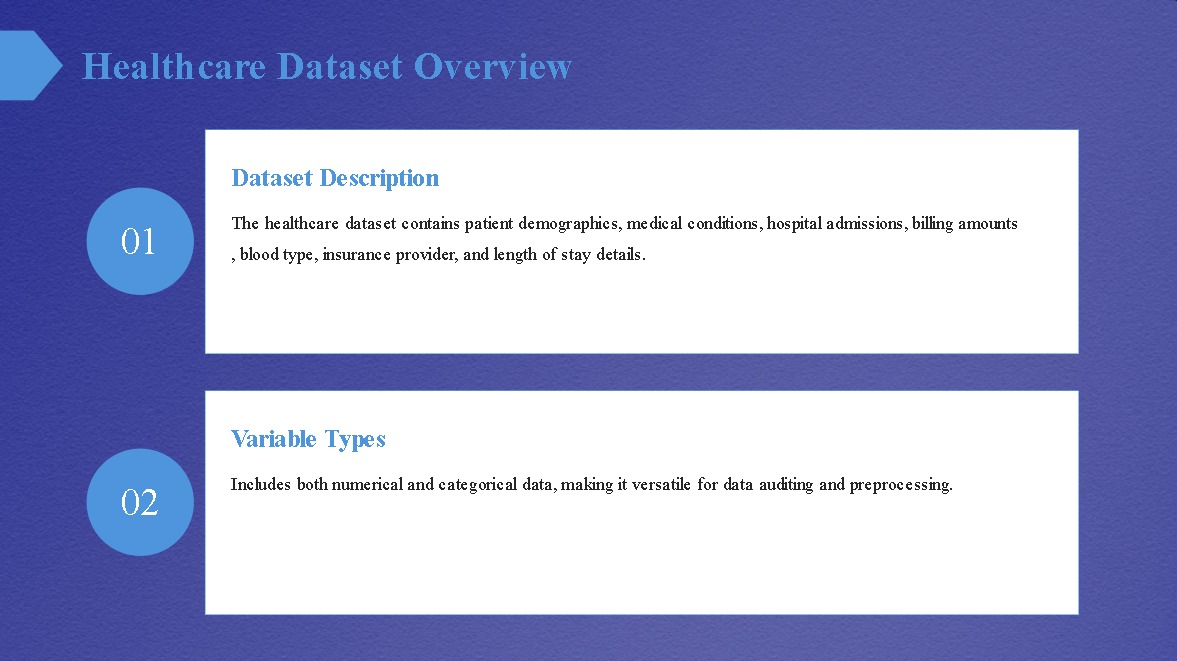 Healthcare Dataset Overview
Dataset Description
01
The healthcare dataset contains patient demographics, medical conditions, hospital admissions, billing amounts
, blood type, insurance provider, and length of stay details.
Variable Types
02
Includes both numerical and categorical data, making it versatile for data auditing and preprocessing.